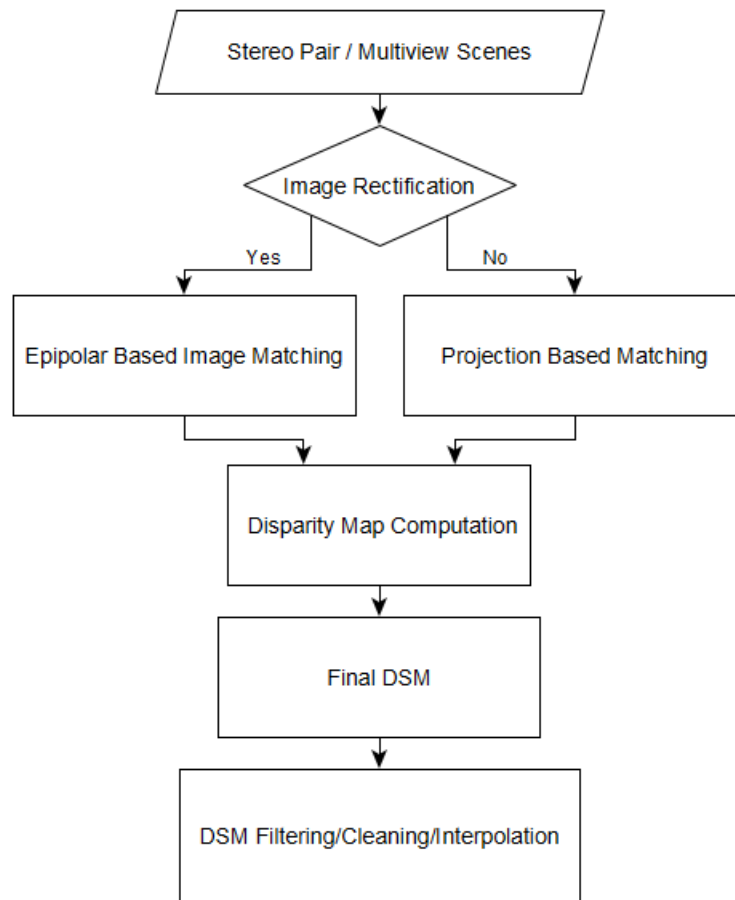 Stereo Pair / Multiview Scenes
Image Rectification
Yes
No
Epipolar Based Image Matching
Projection Based Matching
Disparity Map Computation
Final DSM
DSM Filtering/Cleaning/Interpolation